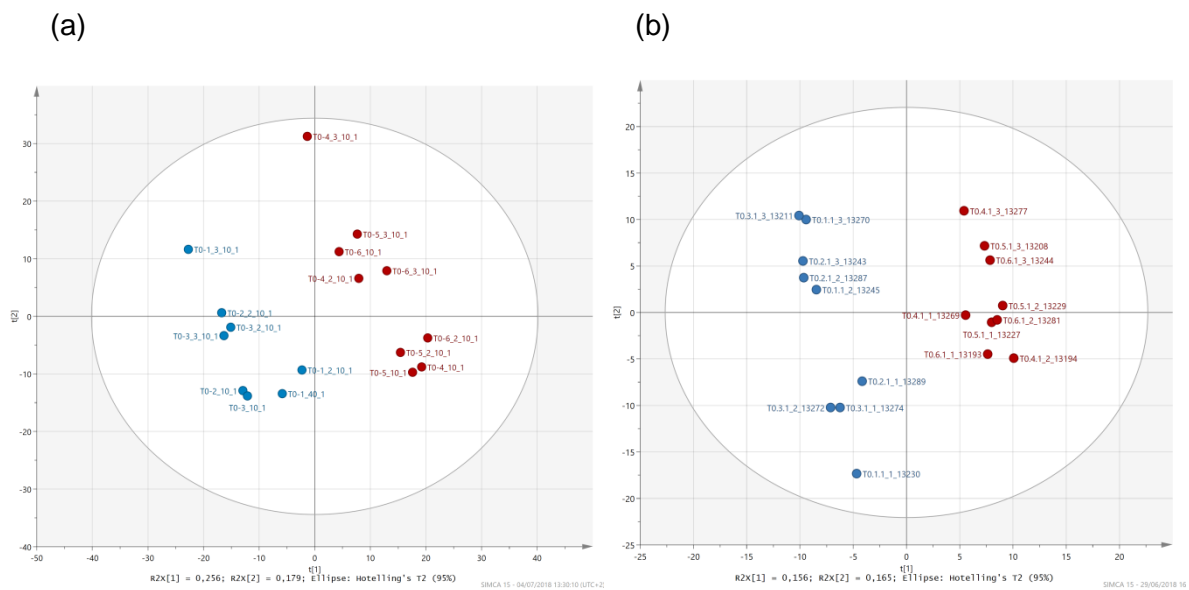 (a)
(b)
t[2]
40
30
20
10
0
-10
-20
-30
-40
-50
-40
-30
-20
-10
0
10
20
30
40
t[1]
T0-4_3_10_1
T0-5_3_10_1
T0-6_10_1
T0-1_3_10_1
T0-6_3_10_1
T0-4_2_10_1
T0-2_2_10_1
T0-3_2_10_1
T0-3_3_10_1
T0-6_2_10_1
T0-5_2_10_1
T0-1_2_10_1
T0-4_10_1
T0-5_10_1
T0-2_10_1
T0-1_40_1
T0-3_10_1
R2X[1] = 0,256; R2X[2] = 0,179; Ellipse: Hotelling's T2 (95%)
SIMCA 15 - 04/07/2018 13:30:10 (UTC+2)
t[2]
20
15
10
5
0
-5
-10
-15
-20
-25
-25
-20
-15
-10
-5
0
5
10
15
20
t[1]
T0.3.1_3_13211
T0.1.1_3_13270
T0.4.1_3_13277
T0.5.1_3_13208
T0.2.1_3_13243
T0.6.1_3_13244
T0.2.1_2_13287
T0.1.1_2_13245
T0.5.1_2_13229
T0.4.1_1_13269
T0.6.1_2_13281
T0.5.1_1_13227
T0.6.1_1_13193
T0.4.1_2_13194
T0.2.1_1_13289
T0.3.1_2_13272
T0.3.1_1_13274
T0.1.1_1_13230
R2X[1] = 0,156; R2X[2] = 0,165; Ellipse: Hotelling's T2 (95%)
SIMCA 15 - 29/06/2018 16